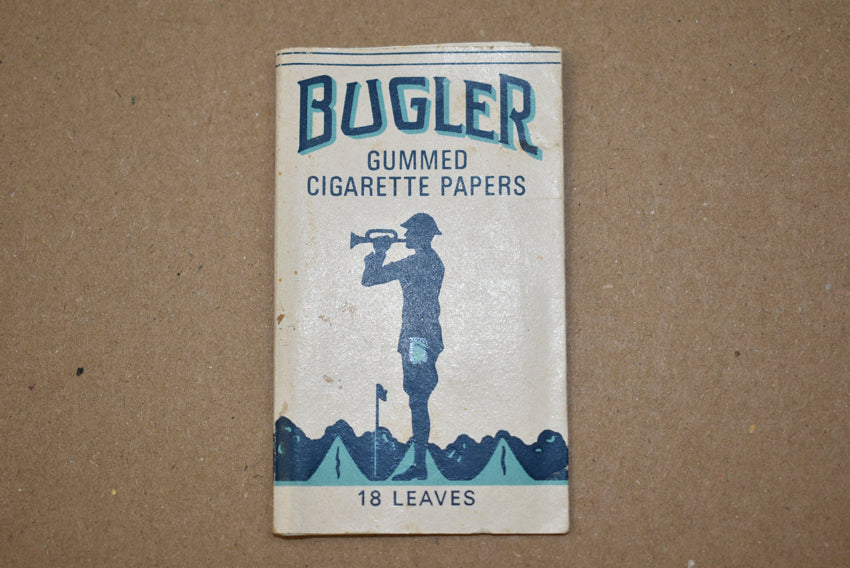 BUGLER
GUMMED
CIGARETTE PAPERS
18 LEAVES